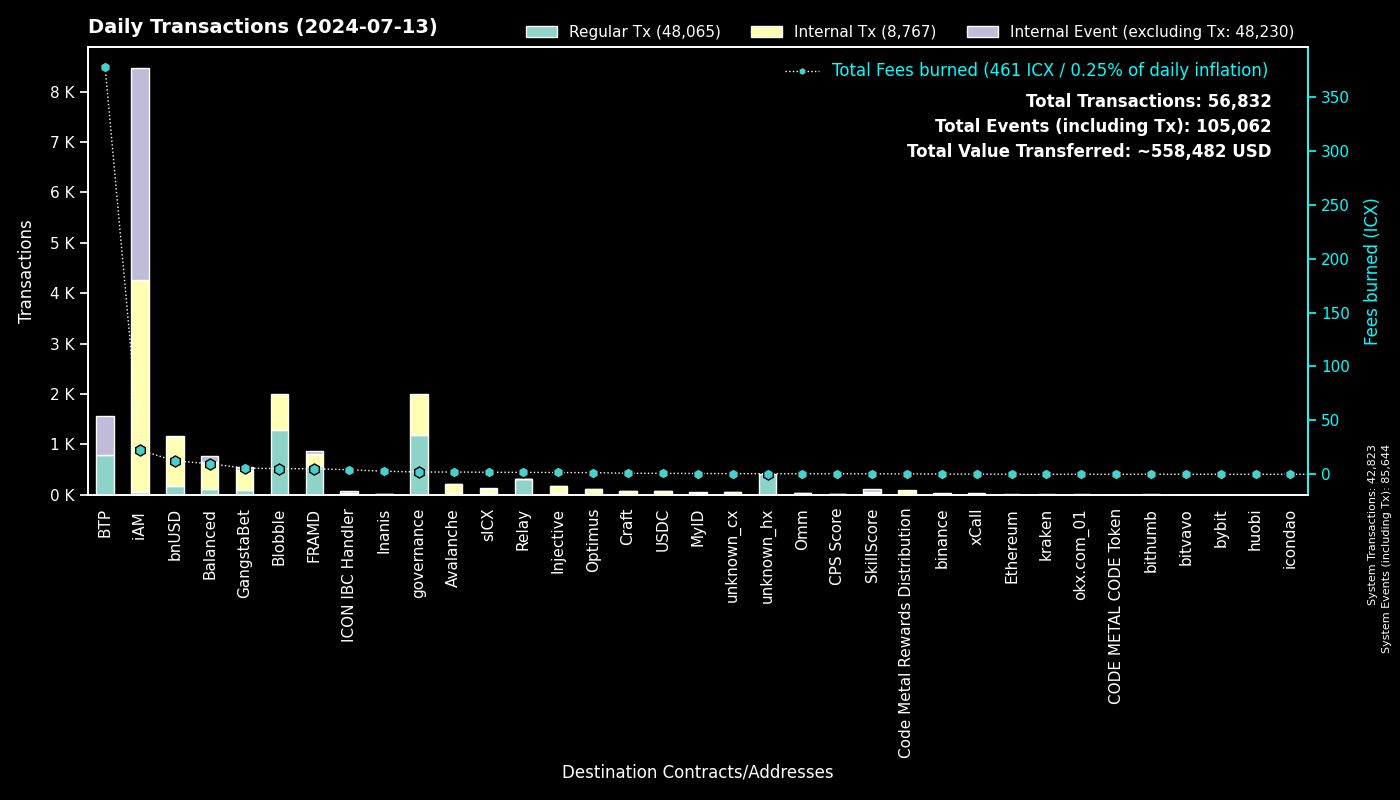 Daily Transactions (2024-07-13)
Regular Tx (48,065)
Internal Tx (8,767)
Internal Event (excluding Tx: 48,230)
Total Fees burned (461 ICX / 0.25% of daily inflation)
Total Transactions: 56,832
Total Events (including Tx): 105,062
Total Value Transferred: ~558,482 USD
Transactions
8 K
7 K
6 K
5 K
4 K
3 K
2 K
1 K
0 K
350
300
250
200
150
100
50
0
Fees burned (ICX)
System Transactions: 42,823
System Events (including Tx): 85,644
BTP
iAM
bnUSD
Balanced
GangstaBet
Blobble
FRAMD
ICON IBC Hander
Inanis
governance
Avalanche
sICX
Relay
Injective
Optimus
Craft
USDC
MyID
unknown_cx
unknown_hx
Omm
CPS Score
SkillScore
Code Metal Rewards Distribution
binance
xCall
Ethereum
kraken
okx.com_01
CODE METAL CODE Token
bithumb
bitvavo
bybit
huobi
icondao
Destination Contracts/Addresses